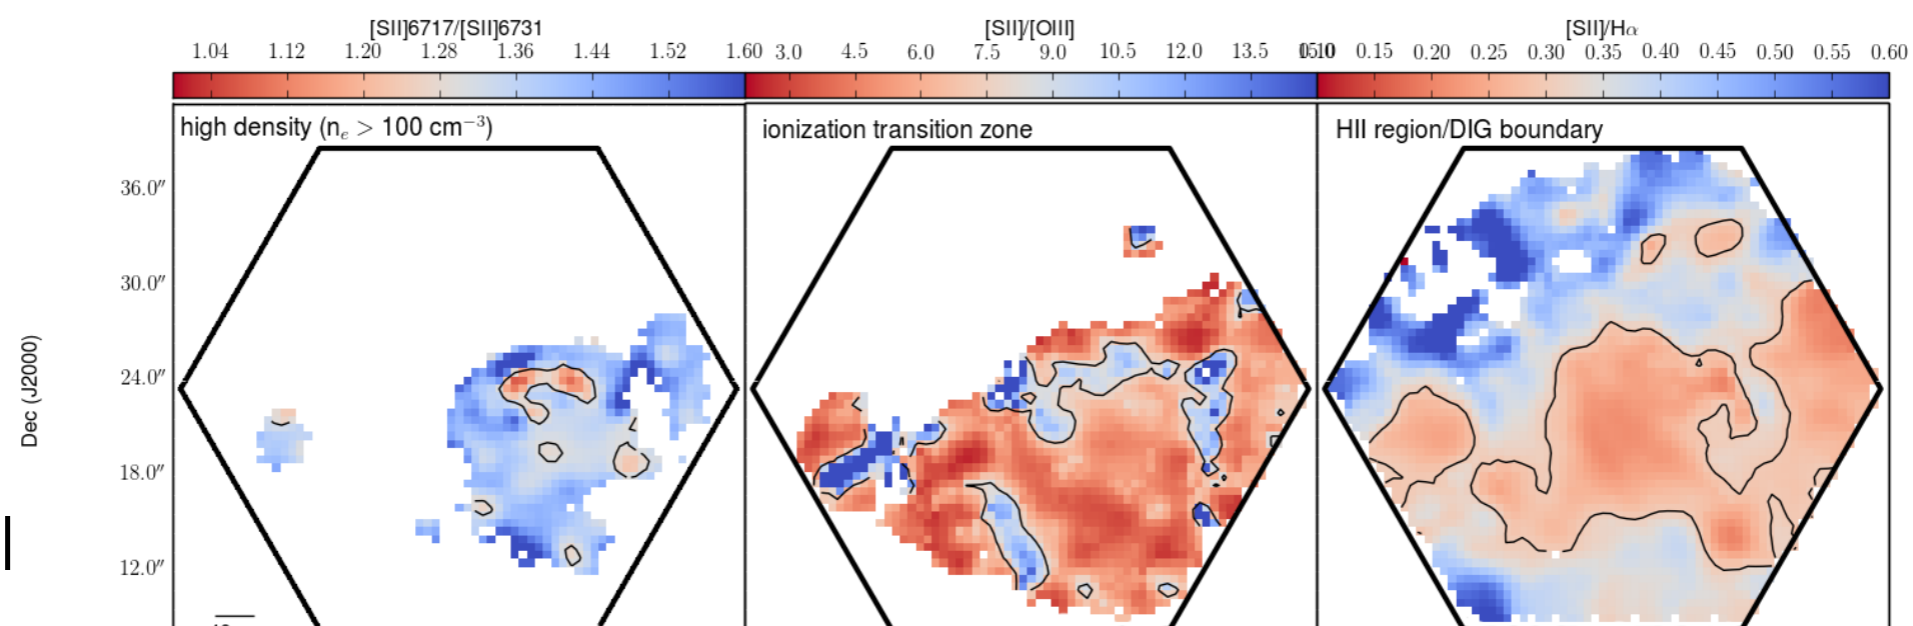 [SII]6717/[SII]6731
1.04 1.12 1.20 1.28 1.36 1.44 1.52 1.60
[SII]/[OIII]
3.0 4.5 6.0 7.5 9.0 10.5 12.0 13.5
[SII]/Hα
0.15 0.20 0.25 0.30 0.35 0.40 0.45 0.50 0.55 0.60
high density (nₑ > 100 cm⁻³)
ionization transition zone
HII region/DIG boundary
Dec (J2000)
36.0″
30.0″
24.0″
18.0″
12.0″